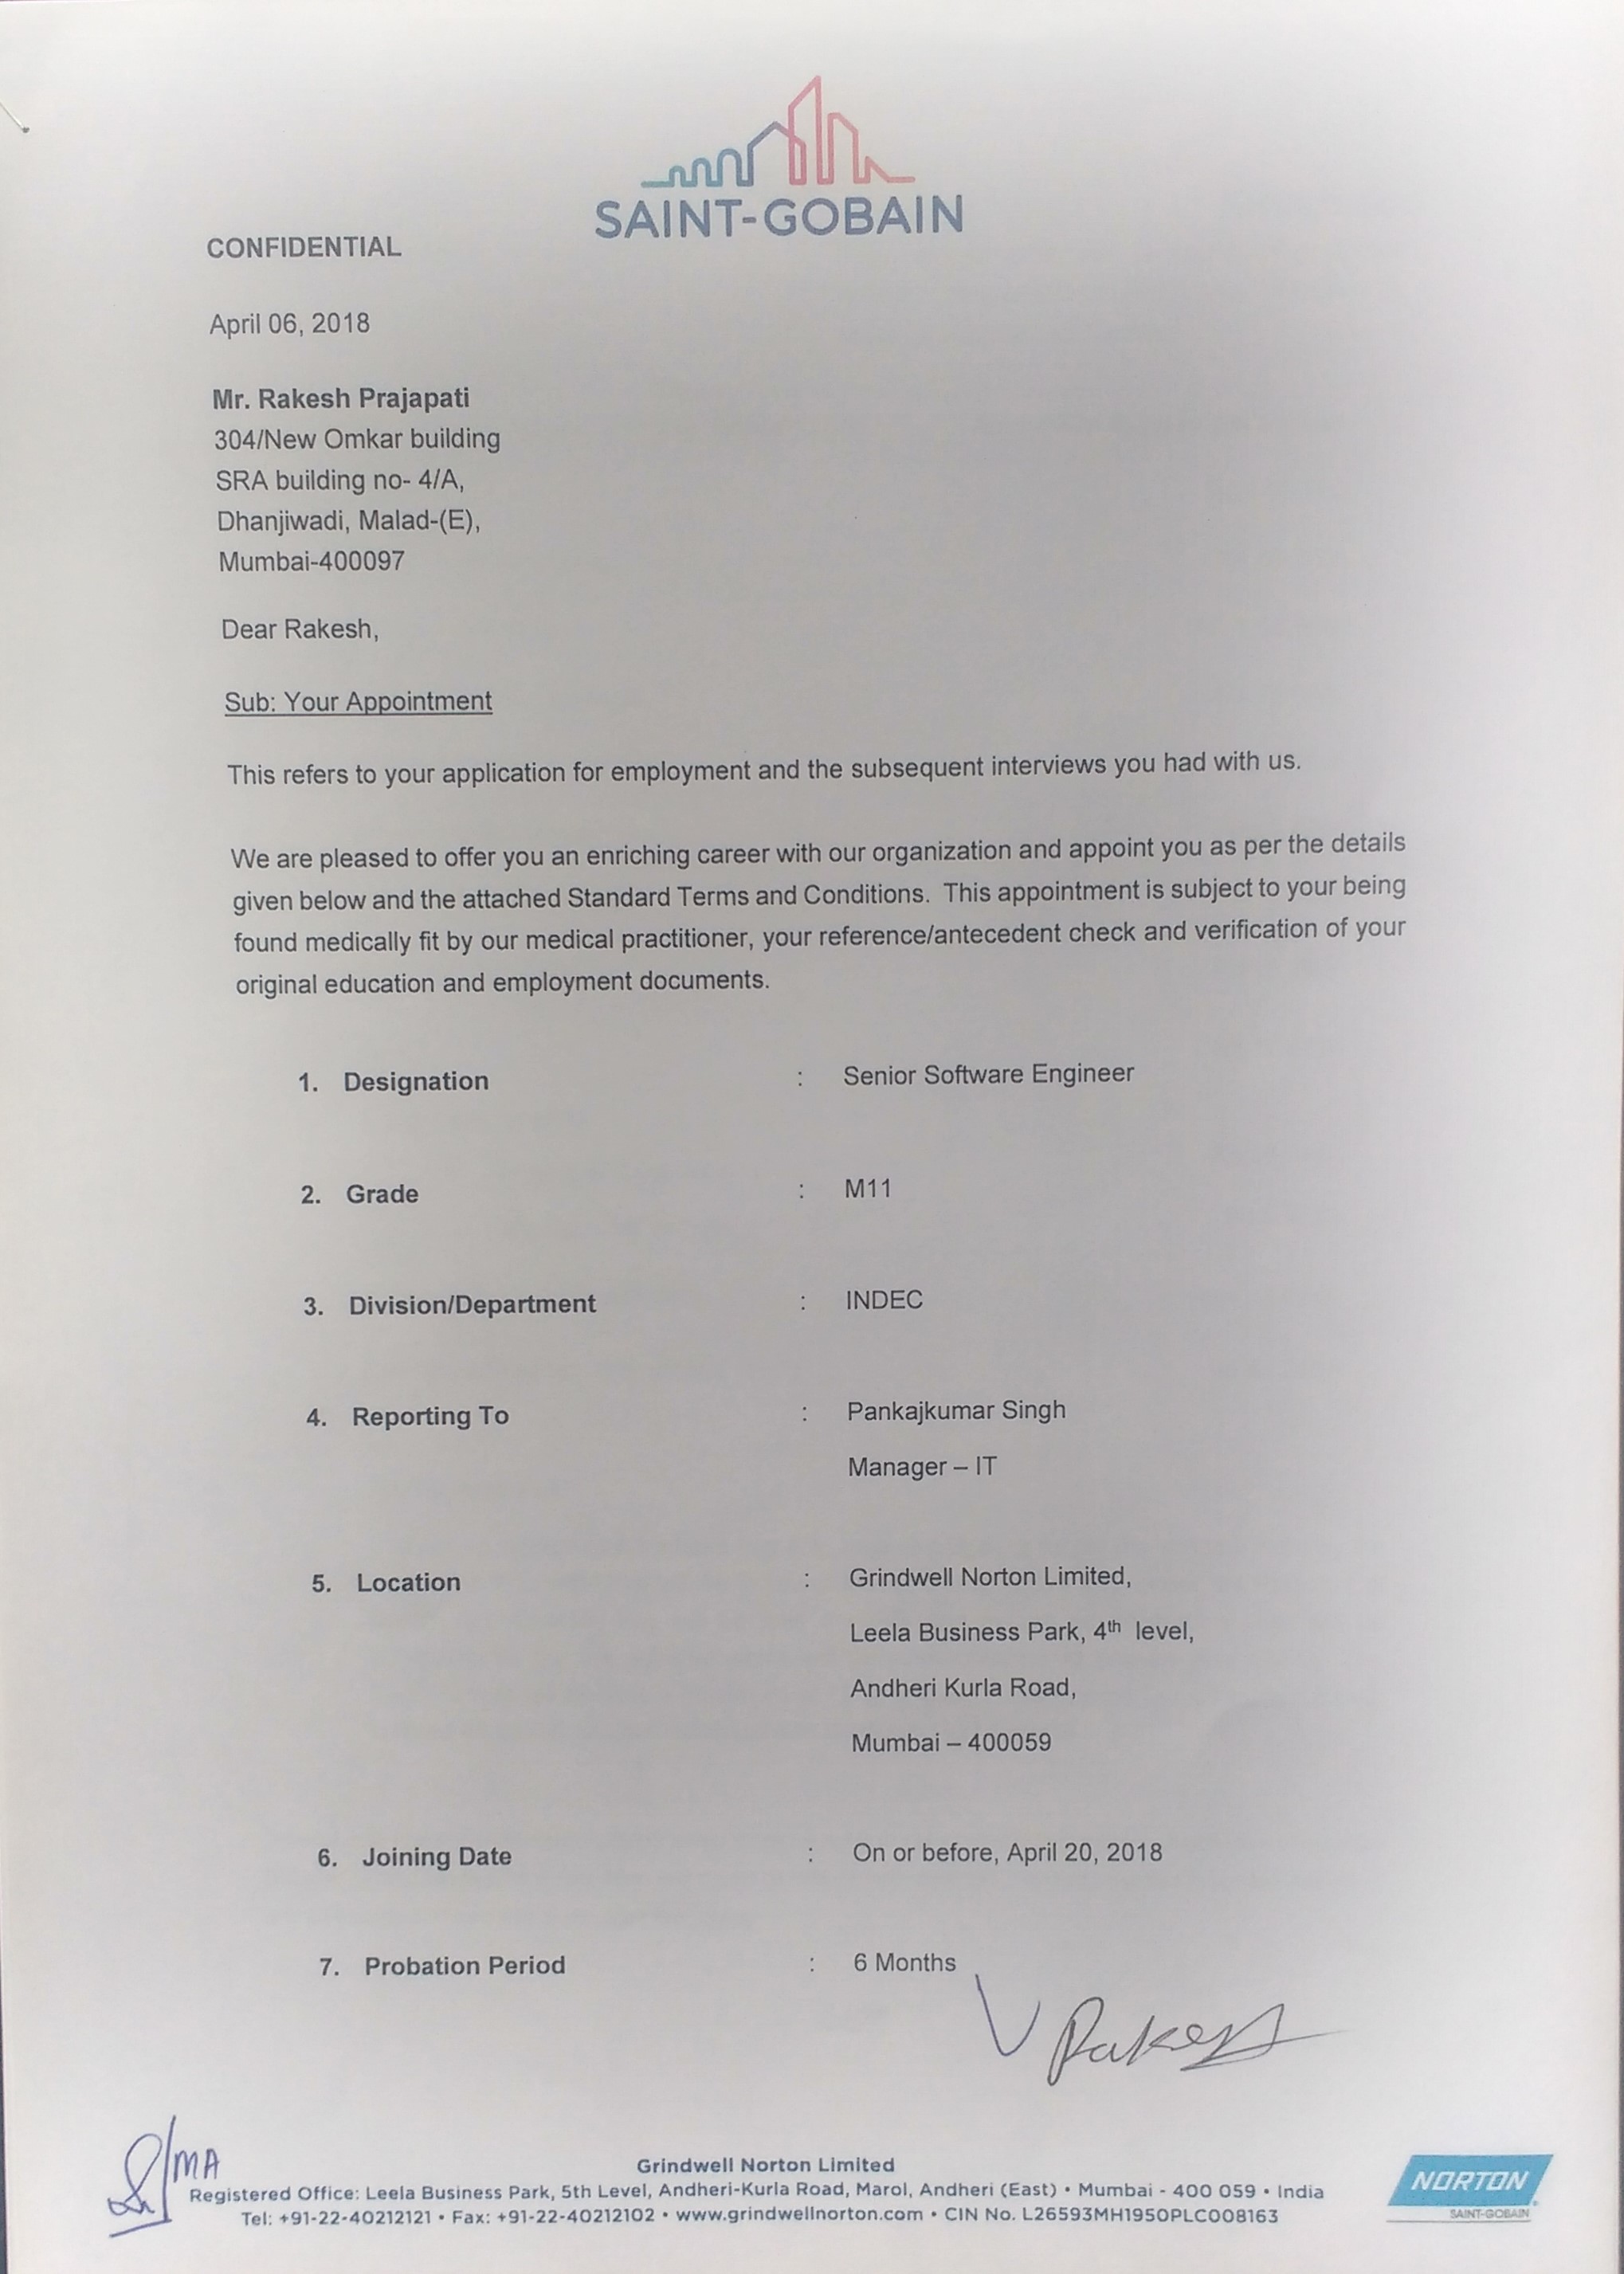 SAINT-GOBAIN
CONFIDENTIAL
April 06, 2018
Mr. Rakesh Prajapati
304/New Omkar building
SRA building no- 4/A,
Dhanjiwadi, Malad-(E),
Mumbai-400097
Dear Rakesh,
Sub: Your Appointment
This refers to your application for employment and the subsequent interviews you had with us.
We are pleased to offer you an enriching career with our organization and appoint you as per the details
given below and the attached Standard Terms and Conditions. This appointment is subject to your being
found medically fit by our medical practitioner, your reference/antecedent check and verification of your
original education and employment documents.
1. Designation : Senior Software Engineer
2. Grade : M11
3. Division/Department : INDEC
4. Reporting To : Pankajkumar Singh
Manager – IT
5. Location : Grindwell Norton Limited,
Leela Business Park, 4th level,
Andheri Kurla Road,
Mumbai – 400059
6. Joining Date : On or before, April 20, 2018
7. Probation Period : 6 Months
Rakesh
MA
Grindwell Norton Limited
Registered Office: Leela Business Park, 5th Level, Andheri-Kurla Road, Marol, Andheri (East) • Mumbai - 400 059 • India
Tel: +91-22-40212121 • Fax: +91-22-40212102 • www.grindwellnorton.com • CIN No. L26593MH1950PLC008163
NORTON
SAINT-GOBAIN